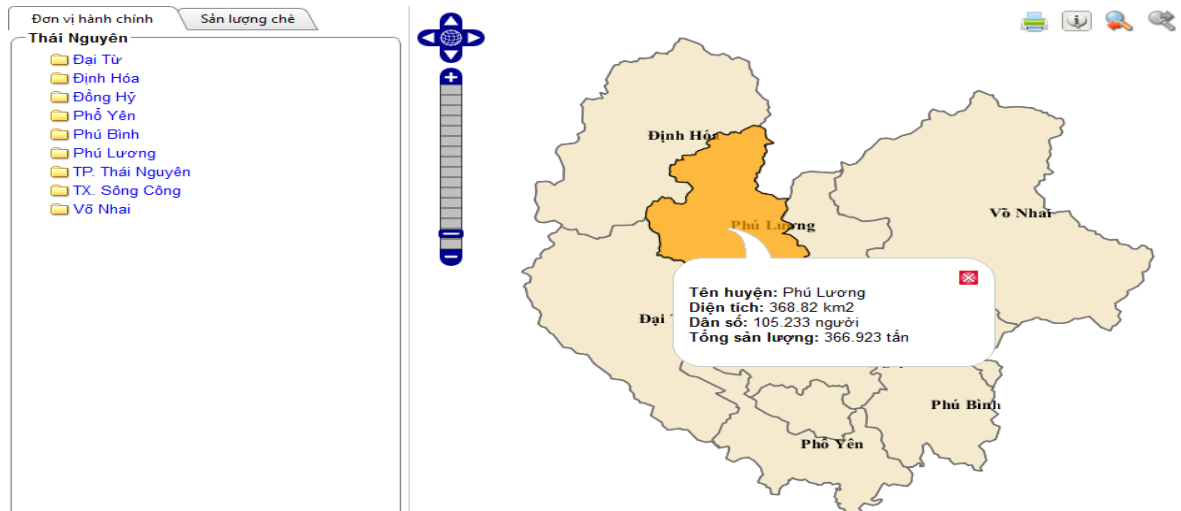 Đơn vị hành chính
Sản lượng chè
Thái Nguyên
Đại Từ
Định Hóa
Đồng Hỹ
Phổ Yên
Phú Bình
Phú Lương
TP. Thái Nguyên
TX. Sông Công
Võ Nhai
Định Hóa
Phú Lương
Võ Nhai
Tên huyện: Phú Lương
Diện tích: 368.82 km2
Dân số: 105.233 người
Tổng sản lượng: 366.923 tấn
Đại
Phú Bình
Phổ Yên